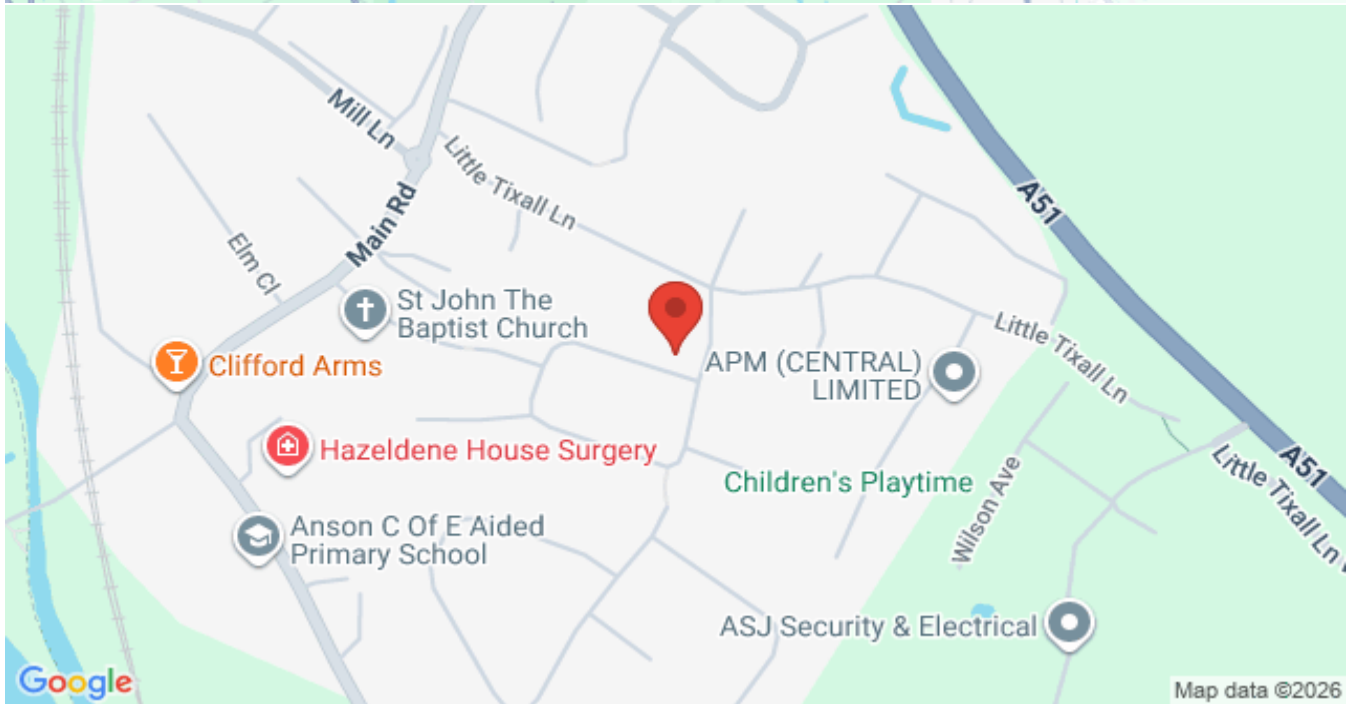 Mill Ln
Little Tixall Ln
Main Rd
A51
Elm Cl
St John The
Baptist Church
Little Tixall Ln
Clifford Arms
APM (CENTRAL)
LIMITED
Hazeldene House Surgery
A51
Little Tixall Ln
Children's Playtime
Wilson Ave
Anson C Of E Aided
Primary School
ASJ Security & Electrical
Google
Map data ©2026